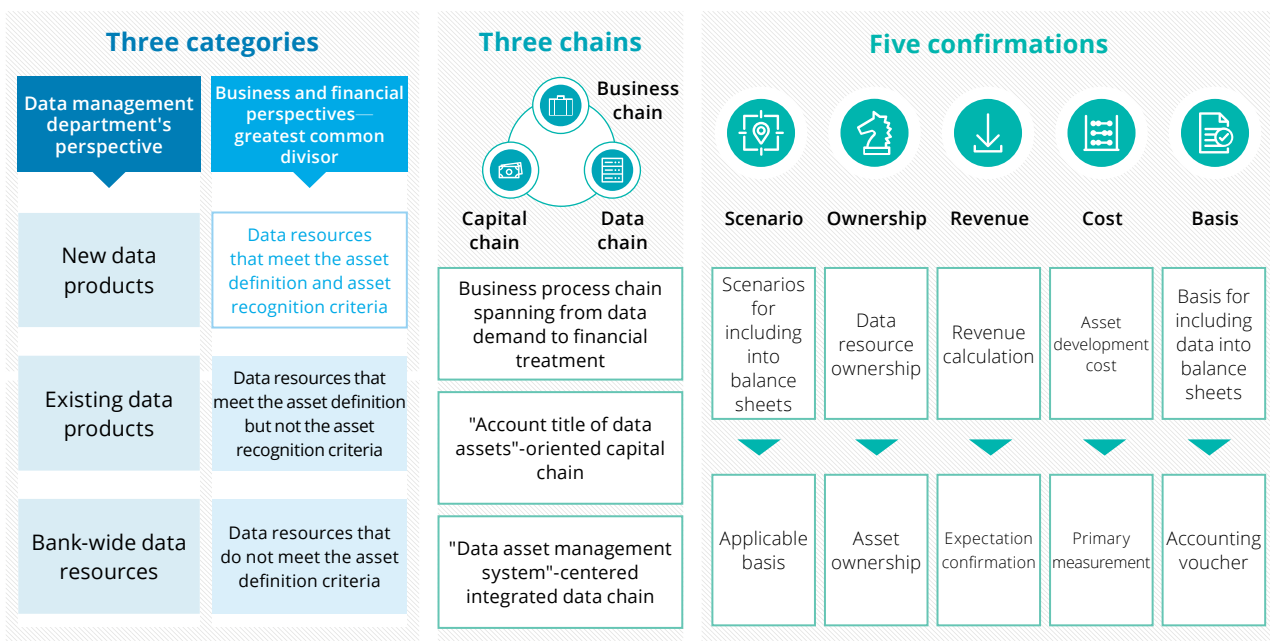 Three categories
Data management
department's
perspective
Business and financial
perspectives—
greatest common
divisor
New data
products
Data resources
that meet the asset
definition and asset
recognition criteria
Existing data
products
Data resources that
meet the asset definition
but not the asset
recognition criteria
Bank-wide data
resources
Data resources that
do not meet the asset
definition criteria
Three chains
Business
chain
Capital
chain
Data
chain
Business process chain
spanning from data
demand to financial
treatment
"Account title of data
assets"-oriented capital
chain
"Data asset management
system"-centered
integrated data chain
Five confirmations
Scenario
Ownership
Revenue
Cost
Basis
Scenarios
for
including
into
balance
sheets
Data
resource
ownership
Revenue
calculation
Asset
development
cost
Basis for
including
data into
balance
sheets
Applicable
basis
Asset
ownership
Expectation
confirmation
Primary
measurement
Accounting
voucher